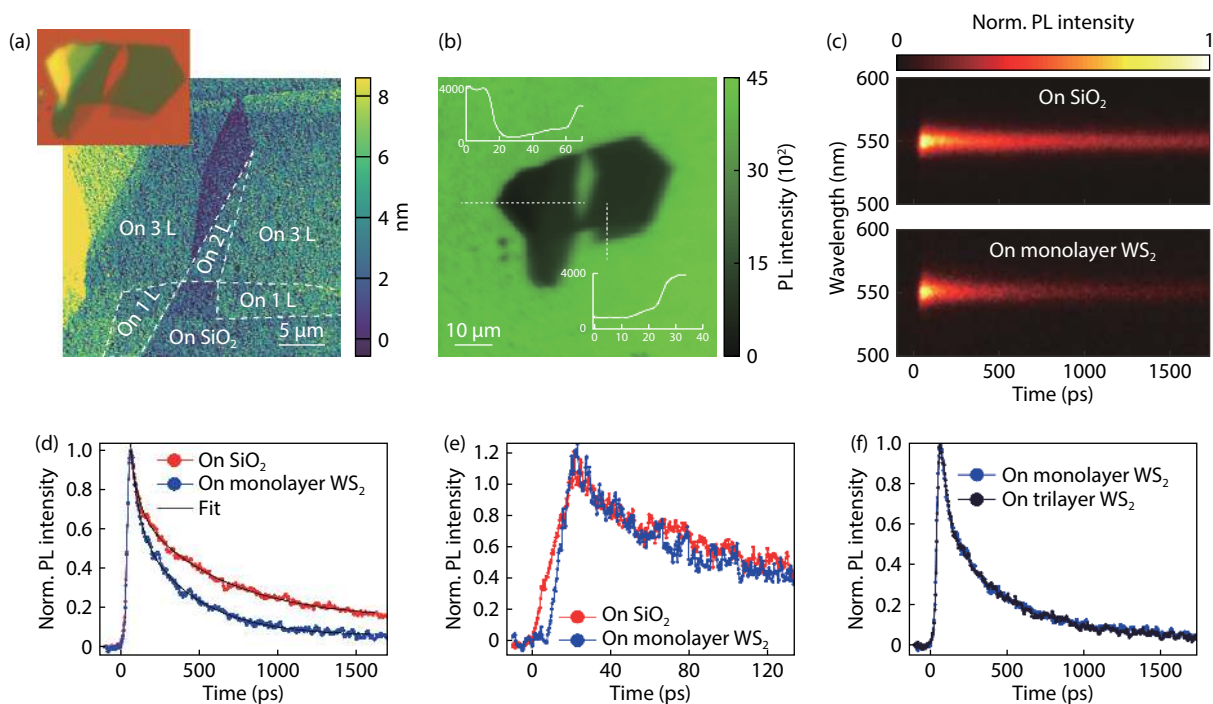 (a)
On 3 L
On 2 L
On 3 L
On 1 L
On 1 L
On SiO₂
5 μm
8
6
4
2
0
nm
(b)
4000
0
0 20 40 60
4000
0
0 10 20 30 40
10 μm
45
30
15
0
PL intensity (10²)
(c)
Norm. PL intensity
0 1
600
On SiO₂
550
500
600
On monolayer WS₂
550
500
Wavelength (nm)
0 500 1000 1500
Time (ps)
(d)
1.0
0.8
0.6
0.4
0.2
0
Norm. PL intensity
On SiO₂
On monolayer WS₂
Fit
0 500 1000 1500
Time (ps)
(e)
1.2
1.0
0.8
0.6
0.4
0.2
0
Norm. PL intensity
On SiO₂
On monolayer WS₂
0 40 80 120
Time (ps)
(f)
1.0
0.8
0.6
0.4
0.2
0
Norm. PL intensity
On monolayer WS₂
On trilayer WS₂
0 500 1000 1500
Time (ps)